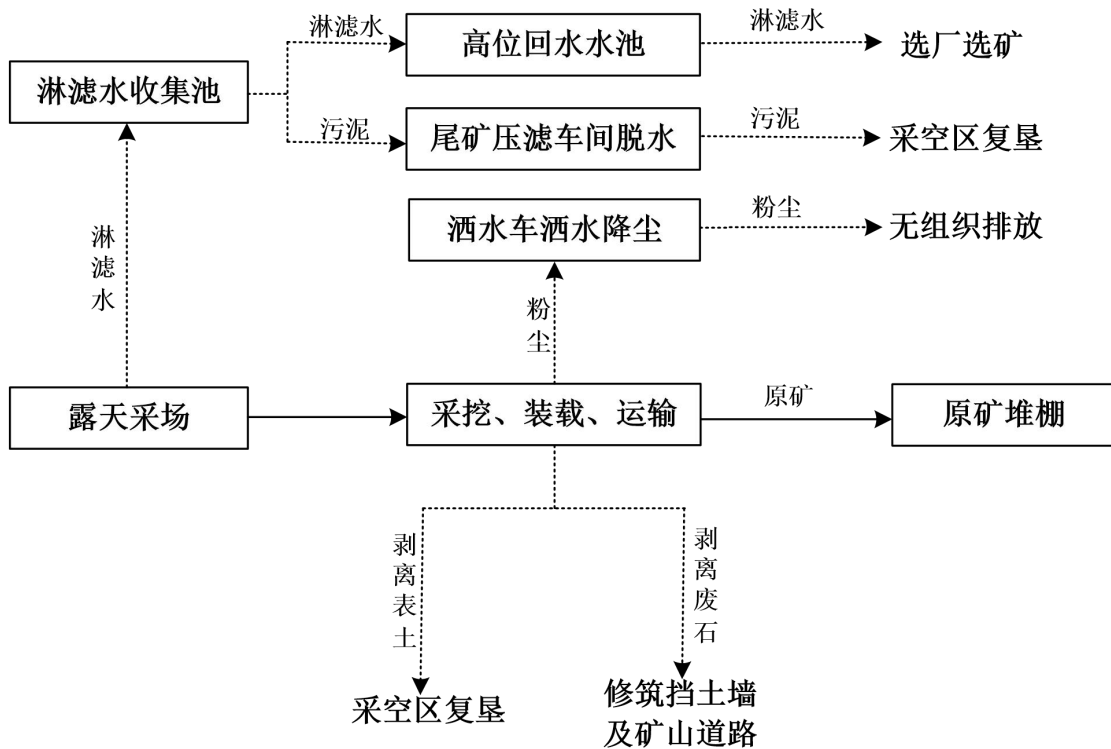 淋滤水
高位回水水池
淋滤水
选厂选矿
淋滤水收集池
污泥
尾矿压滤车间脱水
污泥
采空区复垦
洒水车洒水降尘
粉尘
无组织排放
淋滤水
粉尘
露天采场
采挖、装载、运输
原矿
原矿堆棚
剥离表土
剥离废石
采空区复垦
修筑挡土墙
及矿山道路